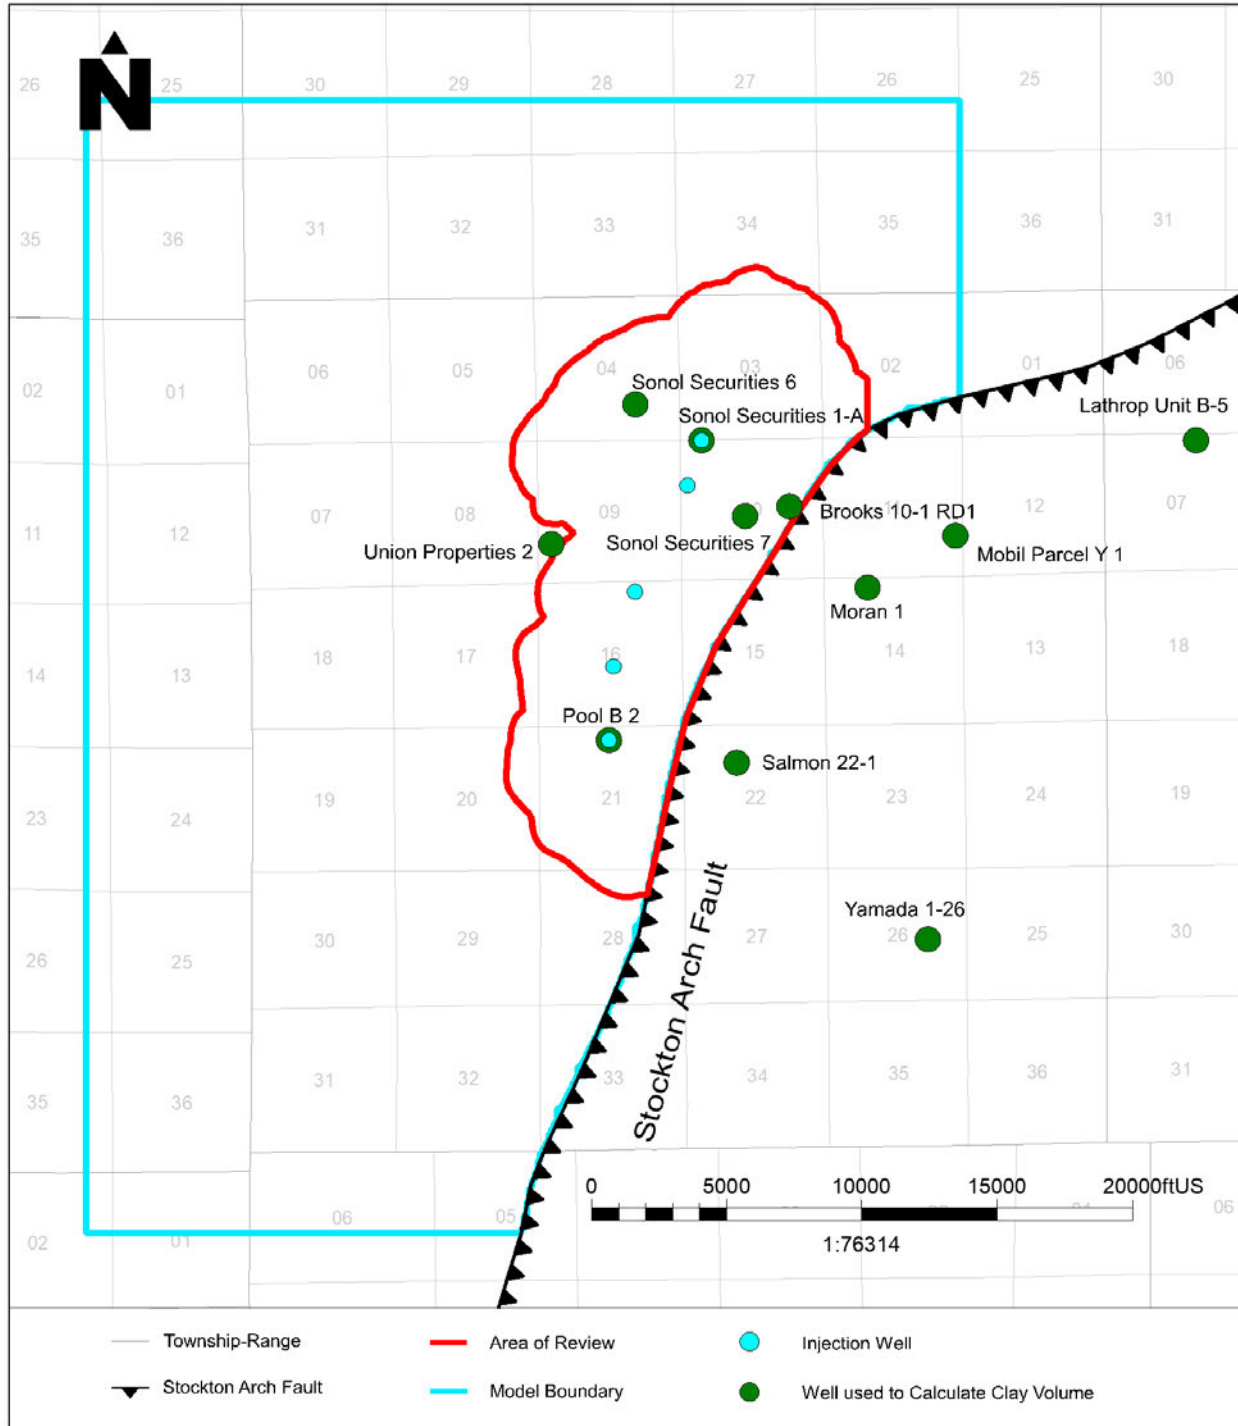 N
26 25 30 29 28 27 26 25 30
35 36 31 32 33 34 35 36 31
02 01 06 05 04 03 02 01 06
Sonol Securities 6
Sonol Securities 1-A
Lathrop Unit B-5
11 12 07 08 09 11 12 07
Brooks 10-1 RD1
Union Properties 2
Sonol Securities 7
Mobil Parcel Y 1
Moran 1
14 13 18 17 16 15 14 13 18
Pool B 2
Salmon 22-1
23 24 19 20 21 22 23 24 19
Yamada 1-26
26 25 30 29 28 27 26 25 30
Stockton Arch Fault
35 36 31 32 33 34 35 36 31
0 5000 10000 15000 20000ftUS
02 01 06 05 06
1:76314
Township-Range
Area of Review
Injection Well
Stockton Arch Fault
Model Boundary
Well used to Calculate Clay Volume